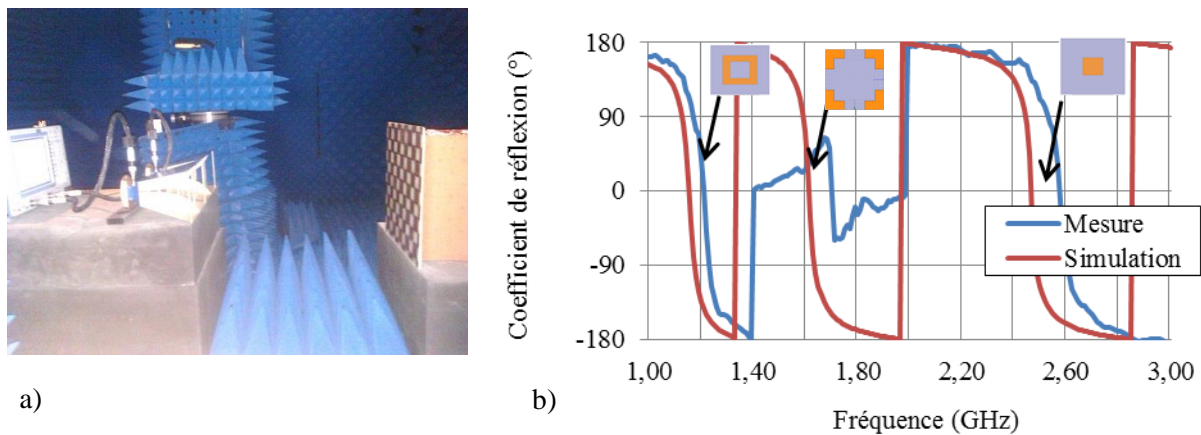 a)
b)
Coefficient de réflexion (°)
180
90
0
-90
-180
Mesure
Simulation
1,00
1,40
1,80
2,20
2,60
3,00
Fréquence (GHz)